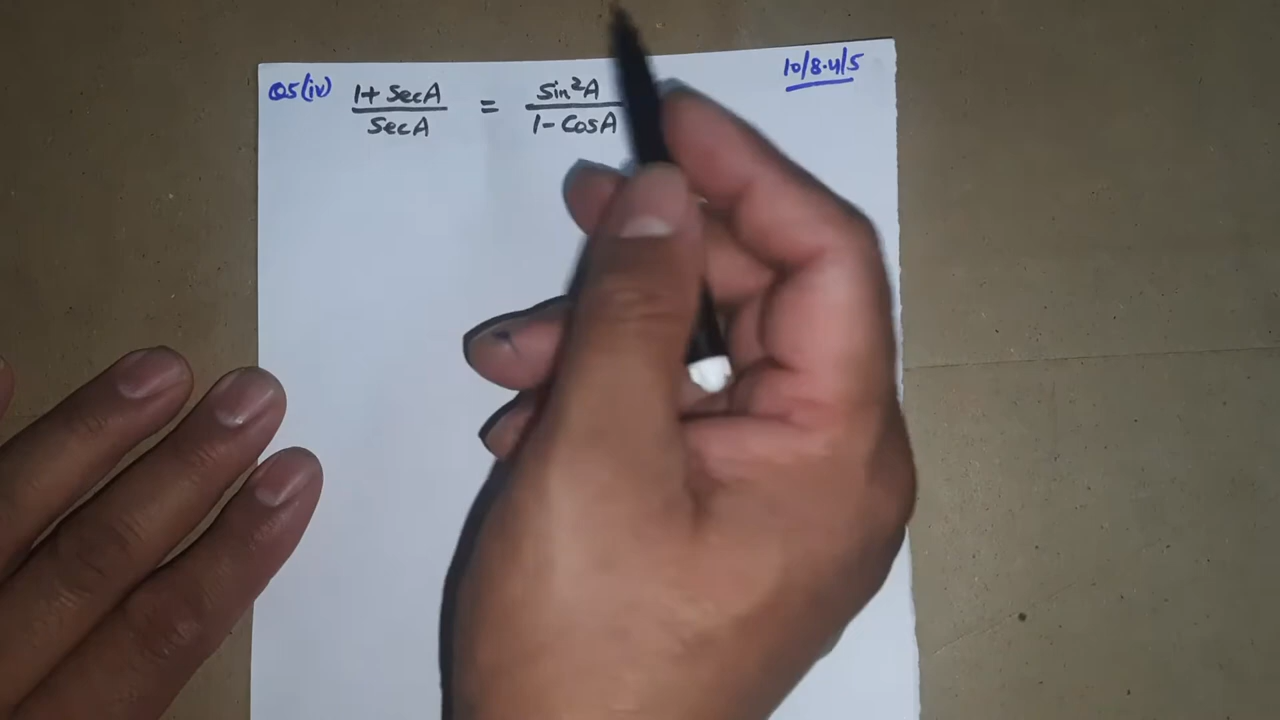 Q5(iv) 1+ SecA / SecA = Sin²A / 1- CosA
10/8.4/5